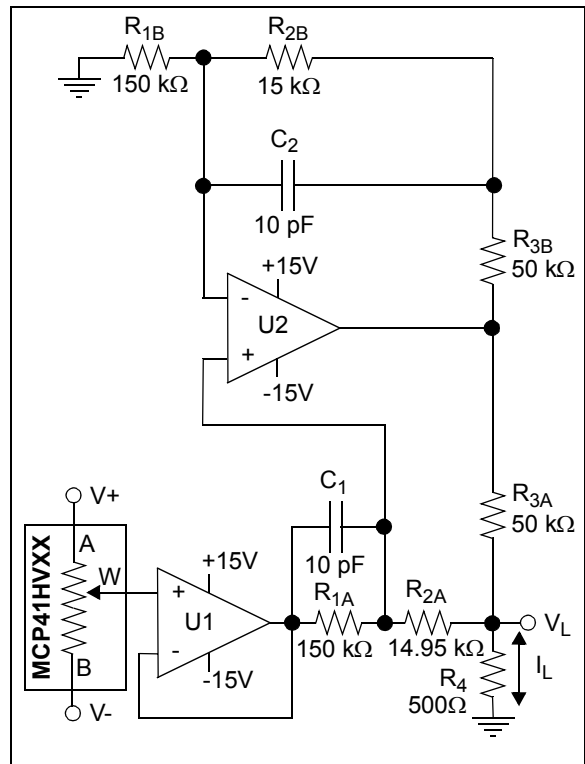 R1B
150 kΩ
R2B
15 kΩ
C2
10 pF
R3B
50 kΩ
+15V
-
U2
+
-15V
R3A
50 kΩ
C1
10 pF
V+
MCP41HVXX
A
W
B
V-
+15V
+
U1
-
-15V
R1A
150 kΩ
R2A
14.95 kΩ
VL
R4
500Ω
IL